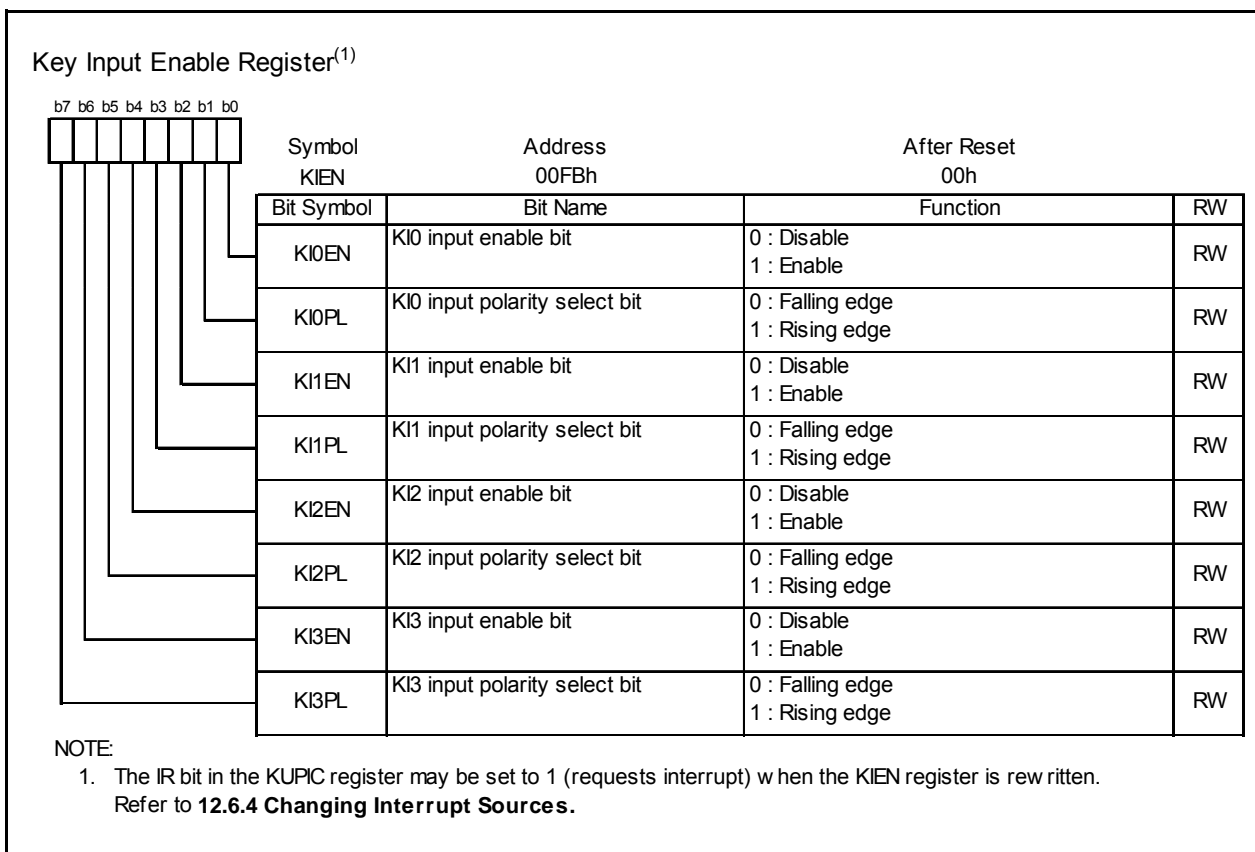 Key Input Enable Register(1)
b7 b6 b5 b4 b3 b2 b1 b0
Symbol Address After Reset
KIEN 00FBh 00h
Bit Symbol Bit Name Function RW
KI0EN KI0 input enable bit 0 : Disable RW
1 : Enable
KI0PL KI0 input polarity select bit 0 : Falling edge RW
1 : Rising edge
KI1EN KI1 input enable bit 0 : Disable RW
1 : Enable
KI1PL KI1 input polarity select bit 0 : Falling edge RW
1 : Rising edge
KI2EN KI2 input enable bit 0 : Disable RW
1 : Enable
KI2PL KI2 input polarity select bit 0 : Falling edge RW
1 : Rising edge
KI3EN KI3 input enable bit 0 : Disable RW
1 : Enable
KI3PL KI3 input polarity select bit 0 : Falling edge RW
1 : Rising edge
NOTE:
1. The IR bit in the KUPIC register may be set to 1 (requests interrupt) when the KIEN register is rewritten.
Refer to 12.6.4 Changing Interrupt Sources.